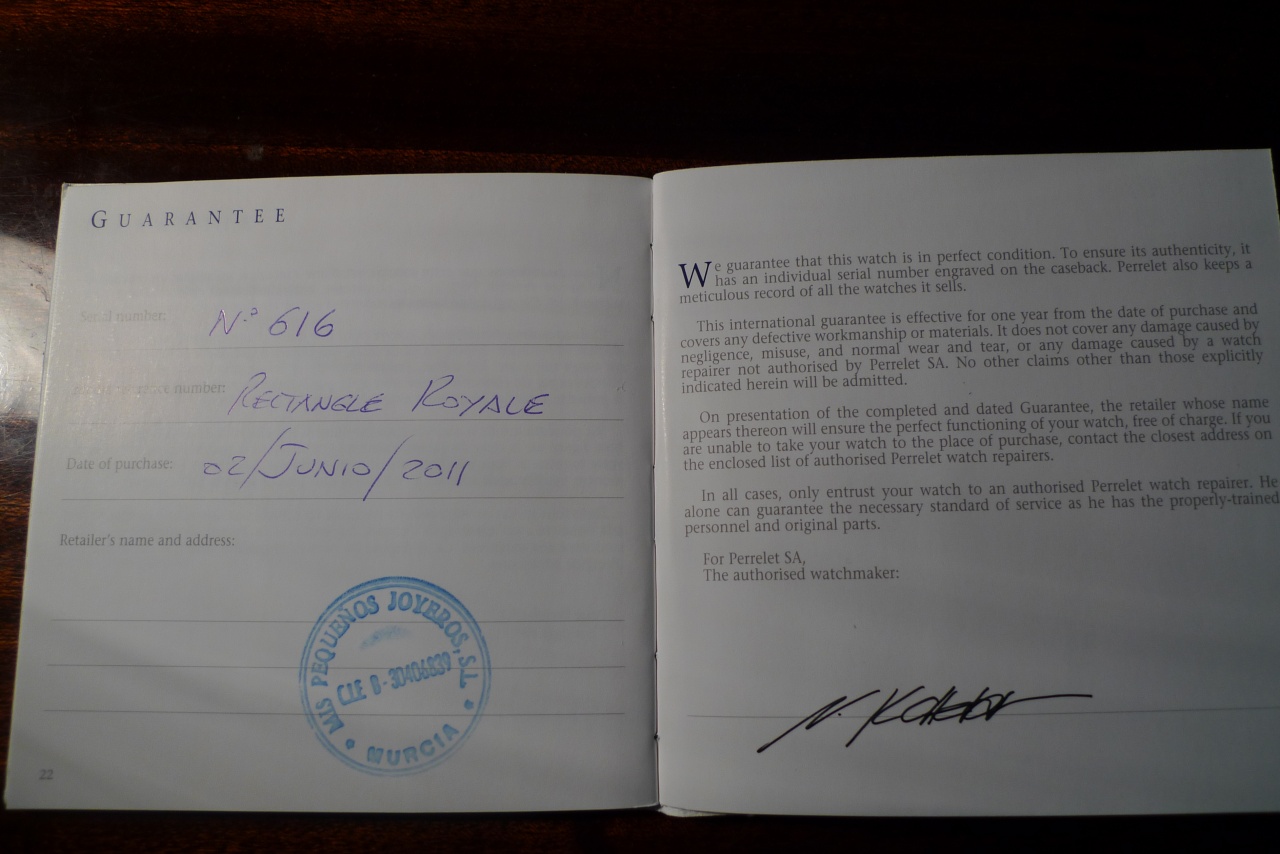 GUARANTEE
Serial number: N.º 616
reference number: RECTANGLE ROYALE
Date of purchase: 02/JUNIO/2011
Retailer's name and address:
MIS PEQUEÑOS JOYEROS, S.L.
C.I.F. B-30406839
MURCIA
22
We guarantee that this watch is in perfect condition. To ensure its authenticity, it
has an individual serial number engraved on the caseback. Perrelet also keeps a
meticulous record of all the watches it sells.
This international guarantee is effective for one year from the date of purchase and
covers any defective workmanship or materials. It does not cover any damage caused by
negligence, misuse, and normal wear and tear, or any damage caused by a watch
repairer not authorised by Perrelet SA. No other claims other than those explicitly
indicated herein will be admitted.
On presentation of the completed and dated Guarantee, the retailer whose name
appears thereon will ensure the perfect functioning of your watch, free of charge. If you
are unable to take your watch to the place of purchase, contact the closest address on
the enclosed list of authorised Perrelet watch repairers.
In all cases, only entrust your watch to an authorised Perrelet watch repairer. He
alone can guarantee the necessary standard of service as he has the properly-trained
personnel and original parts.
For Perrelet SA,
The authorised watchmaker: